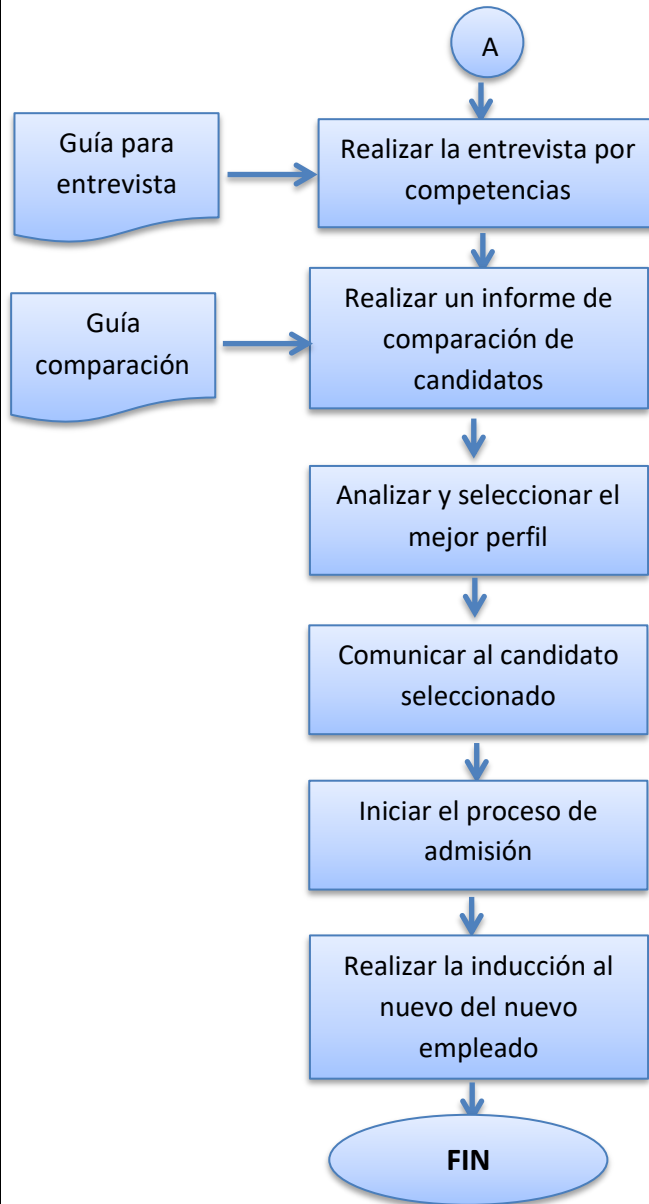 A
Guía para
entrevista
Realizar la entrevista por
competencias
Guía
comparación
Realizar un informe de
comparación de
candidatos
Analizar y seleccionar el
mejor perfil
Comunicar al candidato
seleccionado
Iniciar el proceso de
admisión
Realizar la inducción al
nuevo del nuevo
empleado
FIN